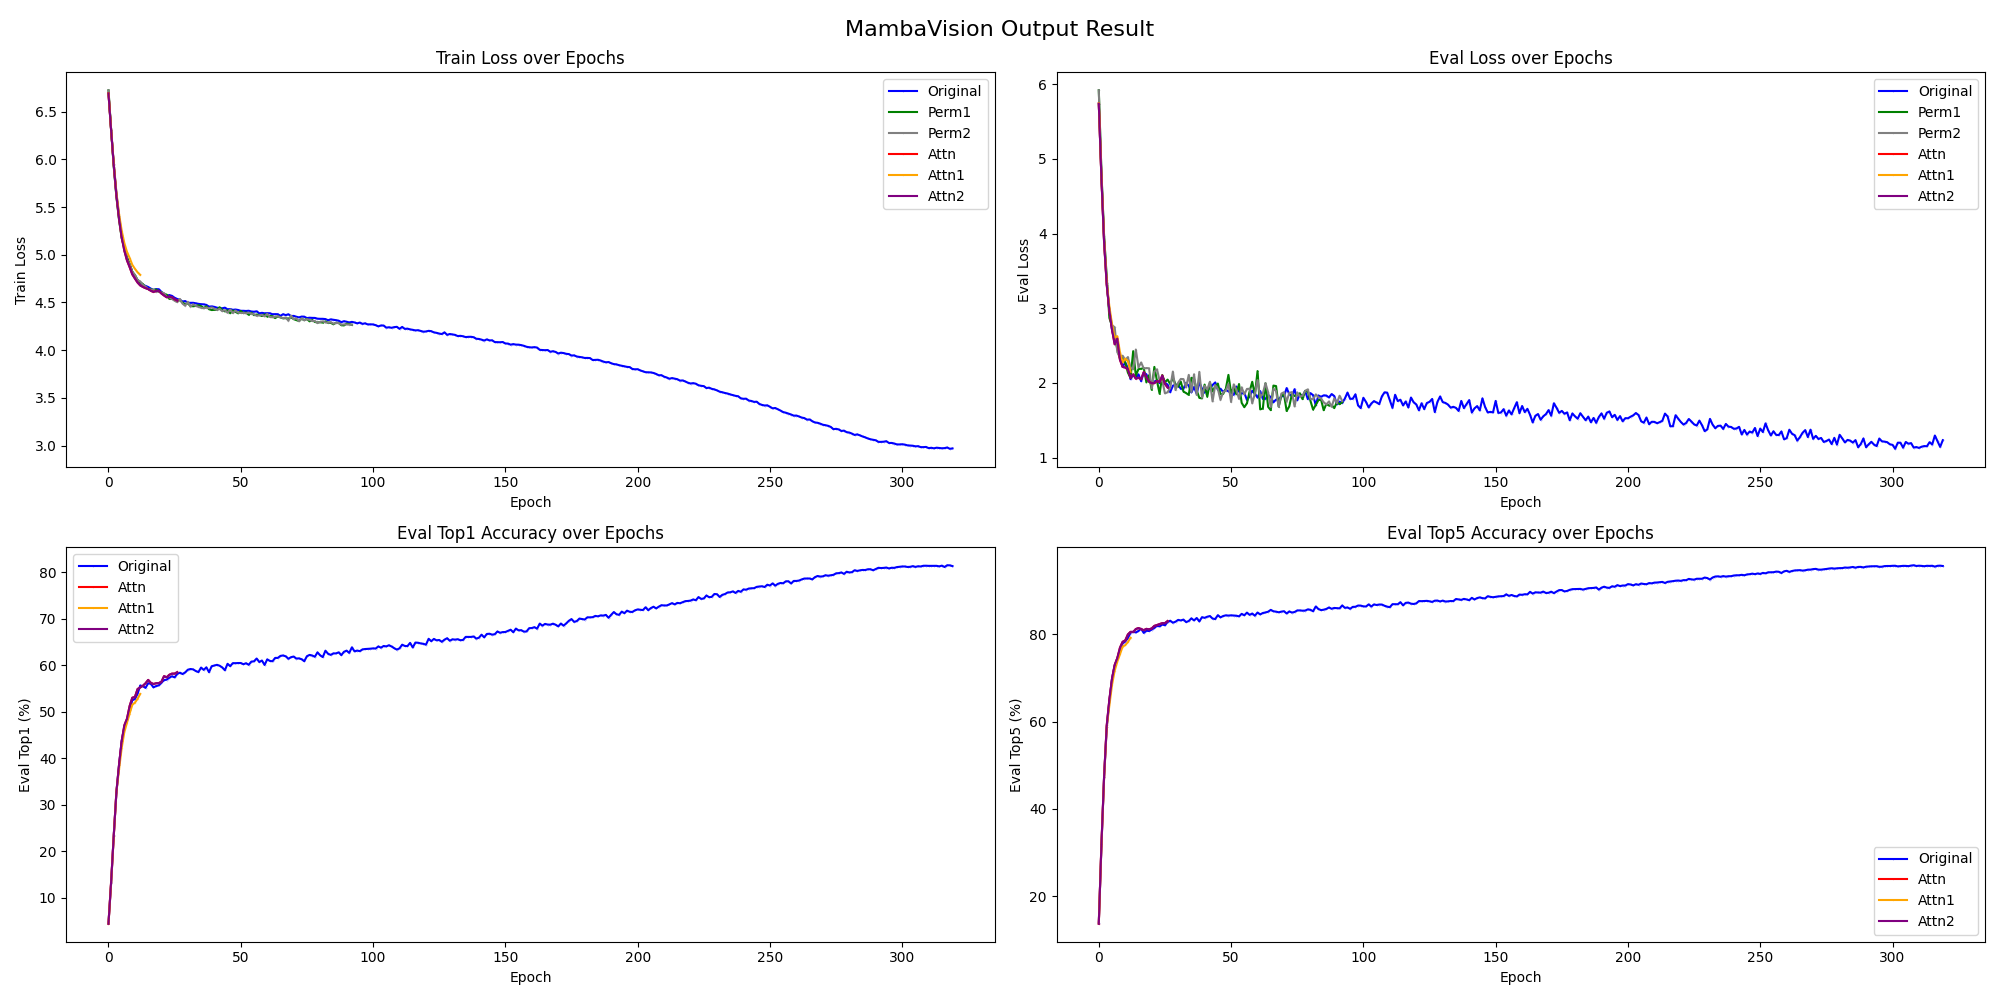 MambaVision Output Result
Train Loss over Epochs
Train Loss
6.5
6.0
5.5
5.0
4.5
4.0
3.5
3.0
Original
Perm1
Perm2
Attn
Attn1
Attn2
0 50 100 150 200 250 300
Epoch
Eval Loss over Epochs
Eval Loss
6
5
4
3
2
1
Original
Perm1
Perm2
Attn
Attn1
Attn2
0 50 100 150 200 250 300
Epoch
Eval Top1 Accuracy over Epochs
Eval Top1 (%)
80
70
60
50
40
30
20
10
Original
Attn
Attn1
Attn2
0 50 100 150 200 250 300
Epoch
Eval Top5 Accuracy over Epochs
Eval Top5 (%)
80
60
40
20
Original
Attn
Attn1
Attn2
0 50 100 150 200 250 300
Epoch